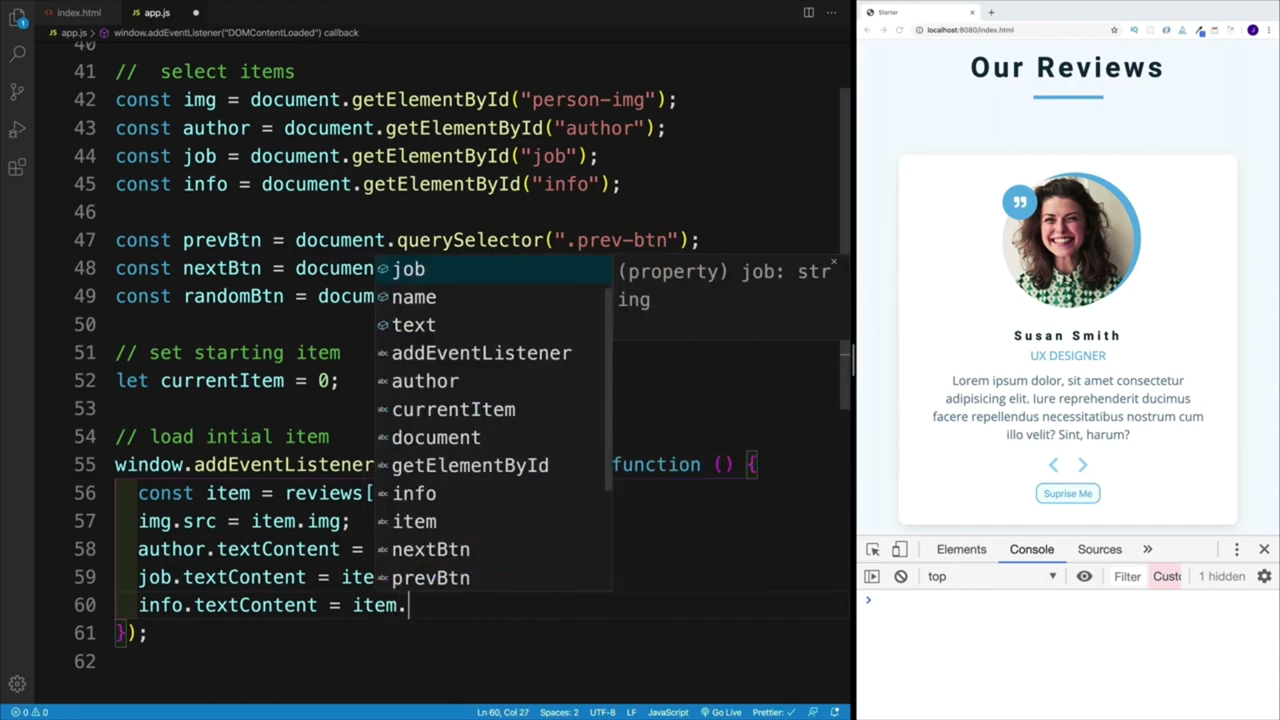 index.html
app.js
app.js > window.addEventListener("DOMContentLoaded") callback
40
41 //  select items
42 const img = document.getElementById("person-img");
43 const author = document.getElementById("author");
44 const job = document.getElementById("job");
45 const info = document.getElementById("info");
46
47 const prevBtn = document.querySelector(".prev-btn");
48 const nextBtn = documen
49 const randomBtn = docum
50
51 // set starting item
52 let currentItem = 0;
53
54 // load intial item
55 window.addEventListener function () {
56 const item = reviews[
57 img.src = item.img;
58 author.textContent =
59 job.textContent = ite
60 info.textContent = item.
61 });
62
job
name
text
addEventListener
author
currentItem
document
getElementById
info
item
nextBtn
prevBtn
(property) job: str
ing
0 0
Ln 60, Col 27 Spaces: 2 UTF-8 LF JavaScript Go Live Prettier: ✓
Starter
localhost:8080/index.html
Our Reviews
Susan Smith
UX DESIGNER
Lorem ipsum dolor, sit amet consectetur
adipisicing elit. Iure reprehenderit ducimus
facere repellendus necessitatibus nostrum cum
illo velit? Sint, harum?
Suprise Me
Elements Console Sources
top Filter Custo 1 hidden